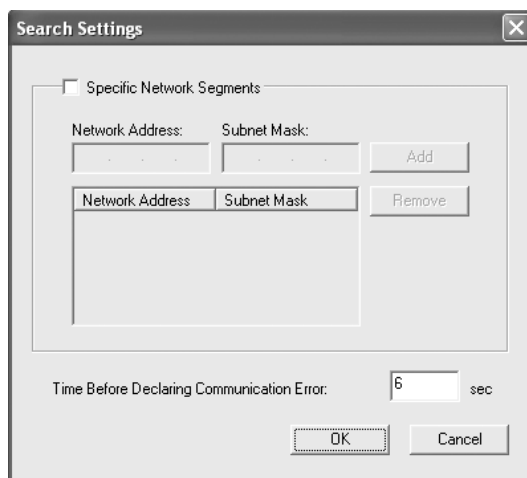 Search Settings
Specific Network Segments
Network Address: Subnet Mask:
. . . . . . Add
Network Address Subnet Mask Remove
Time Before Declaring Communication Error: 6 sec
OK Cancel